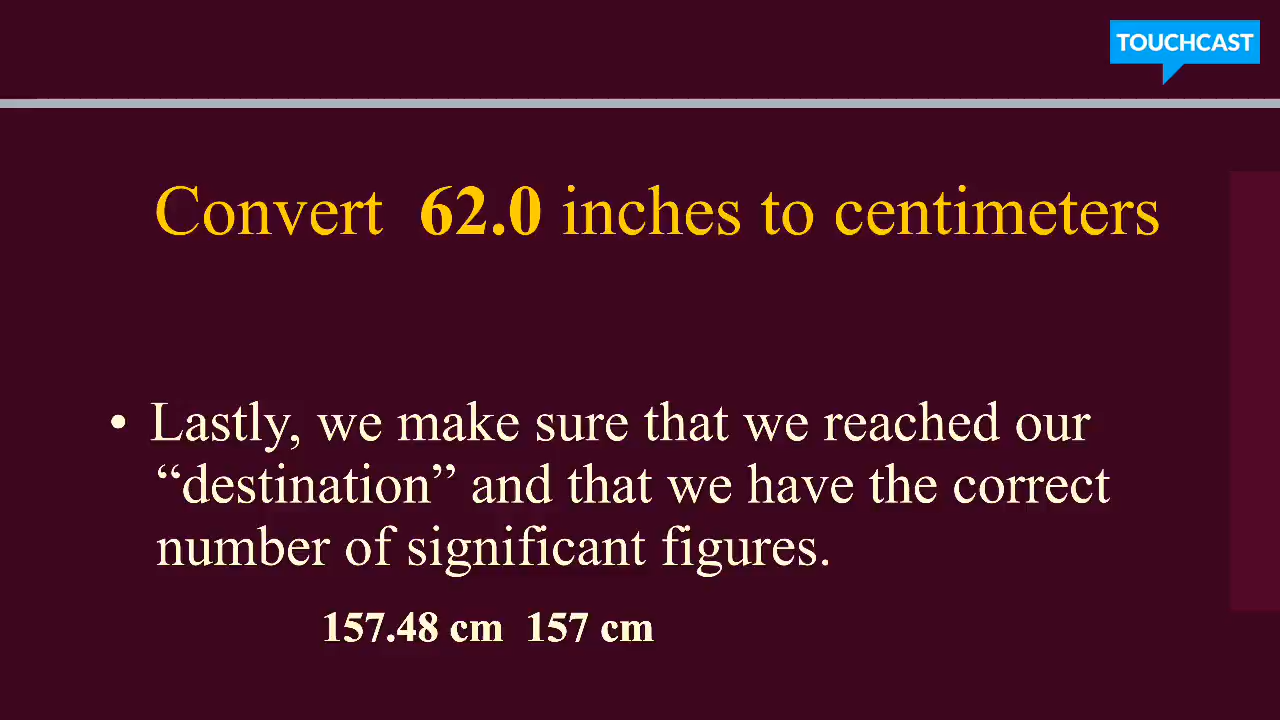 TOUCHCAST
Convert 62.0 inches to centimeters
• Lastly, we make sure that we reached our
“destination” and that we have the correct
number of significant figures.
157.48 cm 157 cm